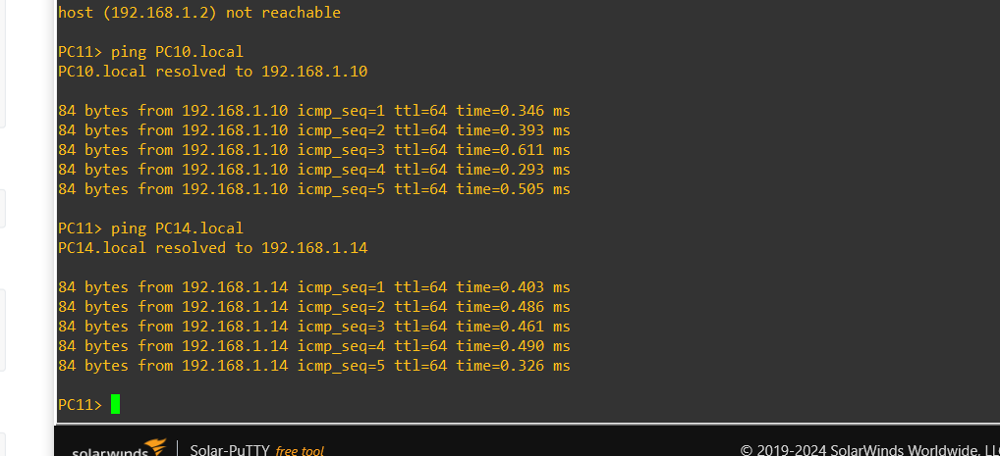 host (192.168.1.2) not reachable
PC11> ping PC10.local
PC10.local resolved to 192.168.1.10
84 bytes from 192.168.1.10 icmp_seq=1 ttl=64 time=0.346 ms
84 bytes from 192.168.1.10 icmp_seq=2 ttl=64 time=0.393 ms
84 bytes from 192.168.1.10 icmp_seq=3 ttl=64 time=0.611 ms
84 bytes from 192.168.1.10 icmp_seq=4 ttl=64 time=0.293 ms
84 bytes from 192.168.1.10 icmp_seq=5 ttl=64 time=0.505 ms
PC11> ping PC14.local
PC14.local resolved to 192.168.1.14
84 bytes from 192.168.1.14 icmp_seq=1 ttl=64 time=0.403 ms
84 bytes from 192.168.1.14 icmp_seq=2 ttl=64 time=0.486 ms
84 bytes from 192.168.1.14 icmp_seq=3 ttl=64 time=0.461 ms
84 bytes from 192.168.1.14 icmp_seq=4 ttl=64 time=0.490 ms
84 bytes from 192.168.1.14 icmp_seq=5 ttl=64 time=0.326 ms
PC11>
solarwinds Solar-PuTTY free tool © 2019-2024 SolarWinds Worldwide,